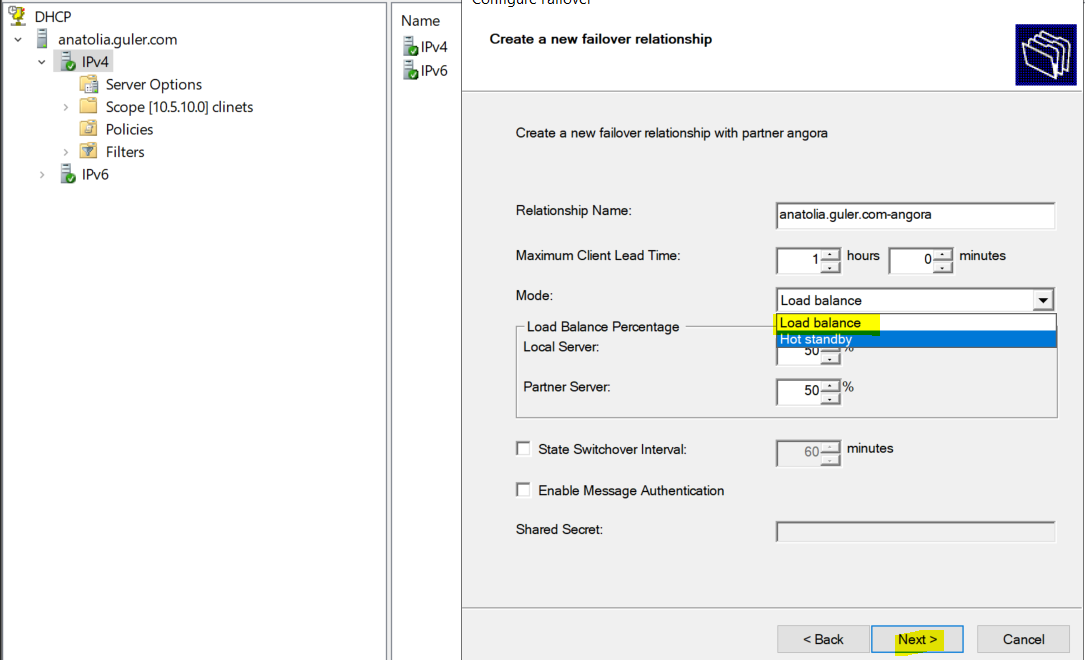 Configure Failover
DHCP
anatolia.guler.com
IPv4
Server Options
Scope [10.5.10.0] clinets
Policies
Filters
IPv6
Name
IPv4
IPv6
Create a new failover relationship
Create a new failover relationship with partner angora
Relationship Name: anatolia.guler.com-angora
Maximum Client Lead Time: 1 hours 0 minutes
Mode: Load balance
Load balance
Hot standby
Load Balance Percentage
Local Server: 50 %
Partner Server: 50 %
State Switchover Interval: 60 minutes
Enable Message Authentication
Shared Secret:
< Back Next > Cancel